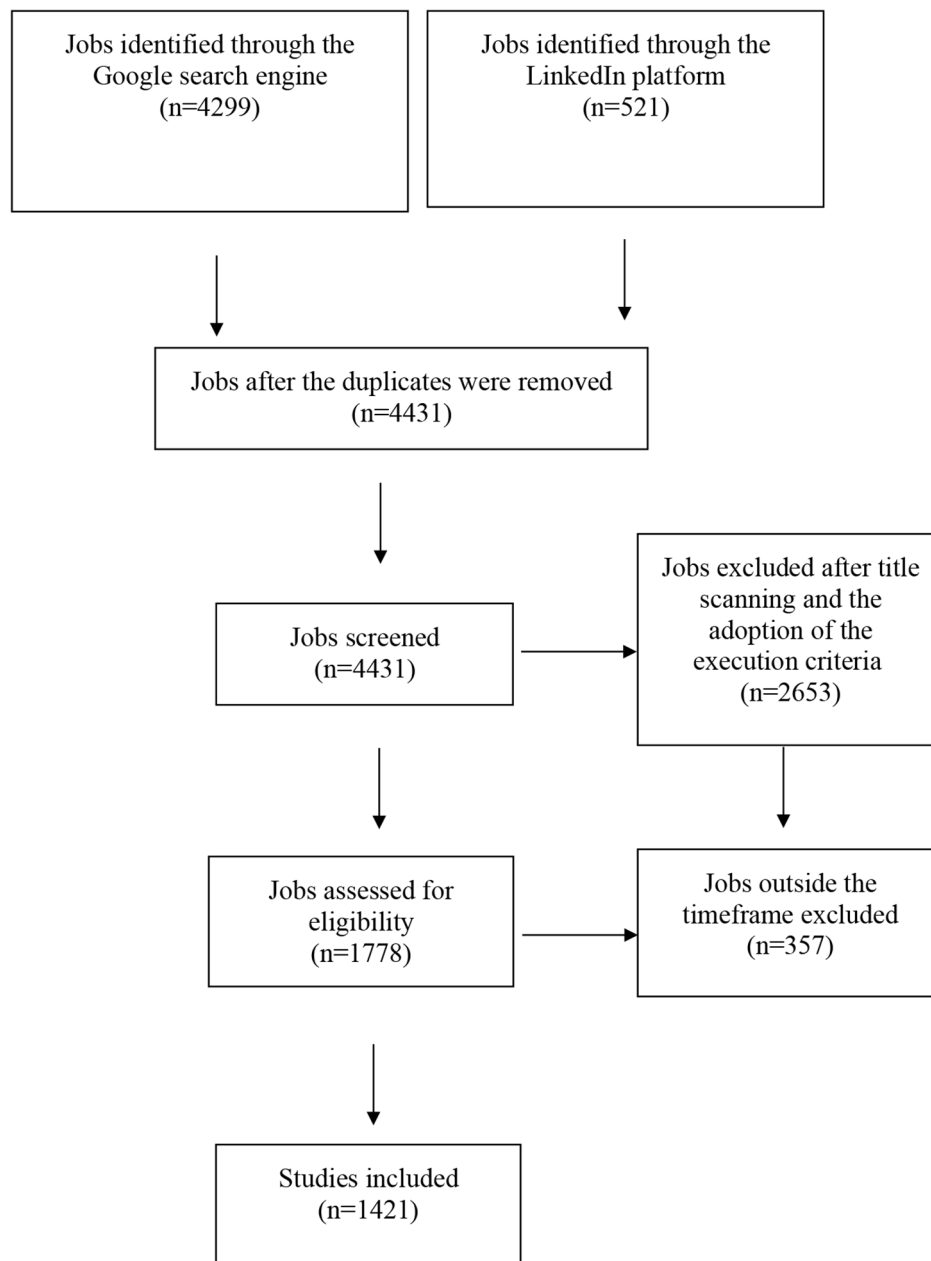 Jobs identified through the
Google search engine
(n=4299)
Jobs identified through the
LinkedIn platform
(n=521)
Jobs after the duplicates were removed
(n=4431)
Jobs screened
(n=4431)
Jobs excluded after title
scanning and the
adoption of the
execution criteria
(n=2653)
Jobs assessed for
eligibility
(n=1778)
Jobs outside the
timeframe excluded
(n=357)
Studies included
(n=1421)